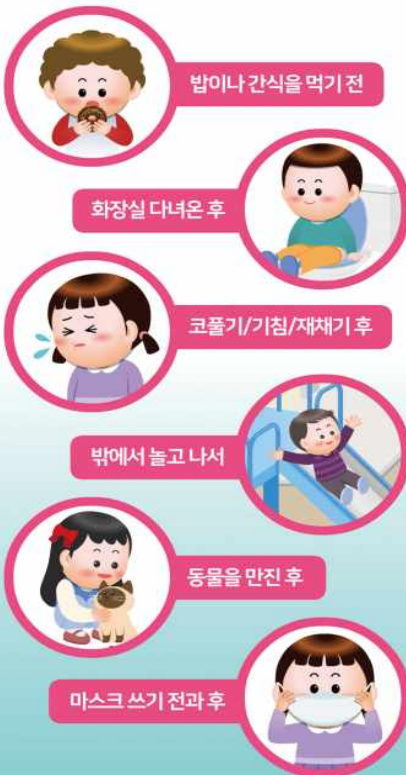 밥이나 간식을 먹기 전
화장실 다녀온 후
코풀기/기침/재채기 후
밖에서 놀고 나서
동물을 만진 후
마스크 쓰기 전과 후